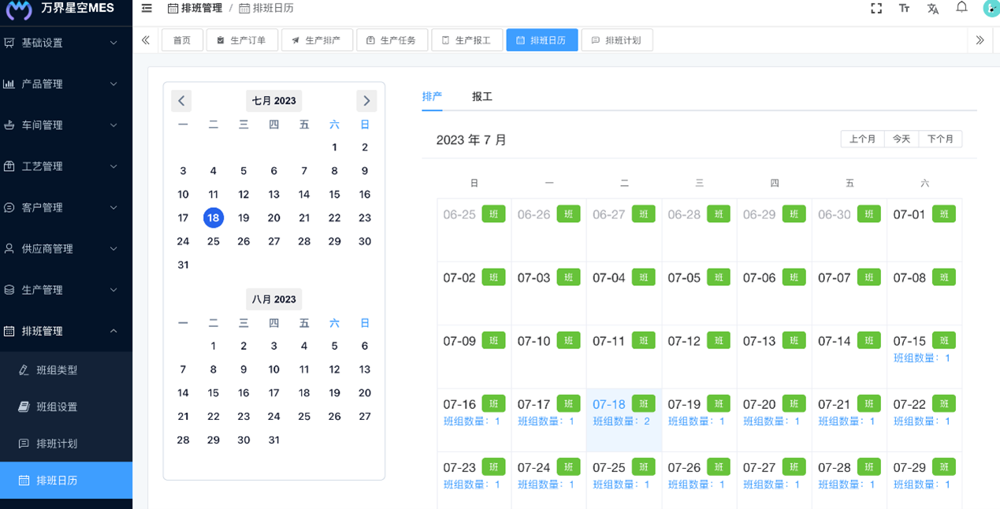 万界星空MES
排班管理 / 排班日历
基础设置
产品管理
车间管理
工艺管理
客户管理
供应商管理
生产管理
排班管理
班组类型
班组设置
排班计划
排班日历
首页 生产订单 生产排产 生产任务 生产报工 排班日历 排班计划
七月 2023
一 二 三 四 五 六 日
1 2
3 4 5 6 7 8 9
10 11 12 13 14 15 16
17 18 19 20 21 22 23
24 25 26 27 28 29 30
31
八月 2023
一 二 三 四 五 六 日
1 2 3 4 5 6
7 8 9 10 11 12 13
14 15 16 17 18 19 20
21 22 23 24 25 26 27
28 29 30 31
排产 报工
2023 年 7 月
上个月 今天 下个月
日 一 二 三 四 五 六
06-25 班 06-26 班 06-27 班 06-28 班 06-29 班 06-30 班 07-01 班
07-02 班 07-03 班 07-04 班 07-05 班 07-06 班 07-07 班 07-08 班
07-09 班 07-10 班 07-11 班 07-12 班 07-13 班 07-14 班 07-15 班
班组数量：1
07-16 班 07-17 班 07-18 班 07-19 班 07-20 班 07-21 班 07-22 班
班组数量：1 班组数量：1 班组数量：2 班组数量：1 班组数量：1 班组数量：1 班组数量：1
07-23 班 07-24 班 07-25 班 07-26 班 07-27 班 07-28 班 07-29 班
班组数量：1 班组数量：1 班组数量：1 班组数量：1 班组数量：1 班组数量：1 班组数量：1